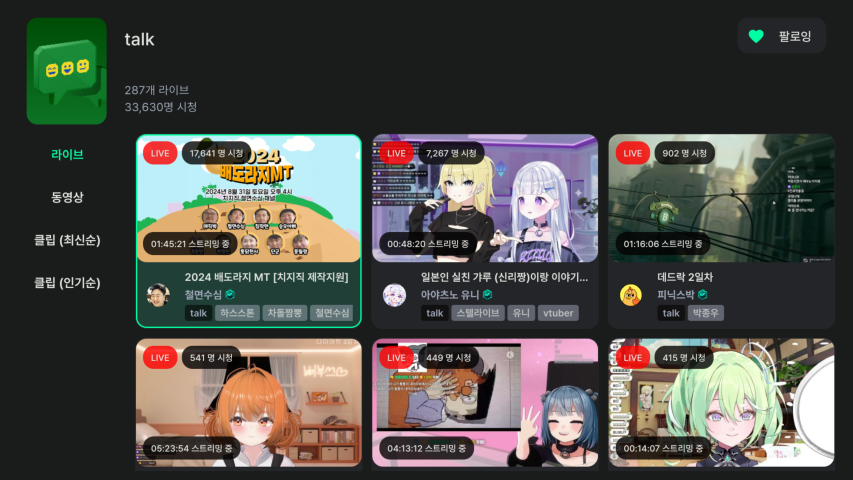 talk
팔로잉
287개 라이브
33,630명 시청
라이브
동영상
클립 (최신순)
클립 (인기순)
LIVE 17,641 명 시청
2024
배도라지MT
2024년 8월 31일 토요일 오후 4시
치지직 철면수심 채널
01:45:21 스트리밍 중
2024 배도라지 MT [치지직 제작지원]
철면수심
talk 하스스톤 차돌짬뽕 철면수심
LIVE 7,267 명 시청
00:48:20 스트리밍 중
일본인 실친 갸루 (신리짱)이랑 이야기...
아야츠노 유니
talk 스텔라이브 유니 vtuber
LIVE 902 명 시청
01:16:06 스트리밍 중
데드락 2일차
피닉스박
talk 박종우
LIVE 541 명 시청
05:23:54 스트리밍 중
LIVE 449 명 시청
04:13:12 스트리밍 중
LIVE 415 명 시청
00:14:07 스트리밍 중